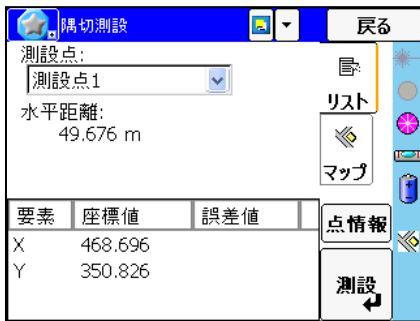 隅切測設
戻る
測設点:
測設点1
水平距離:
49.676 m
リスト
マップ
要素 座標値 誤差値
X 468.696
Y 350.826
点情報
測設